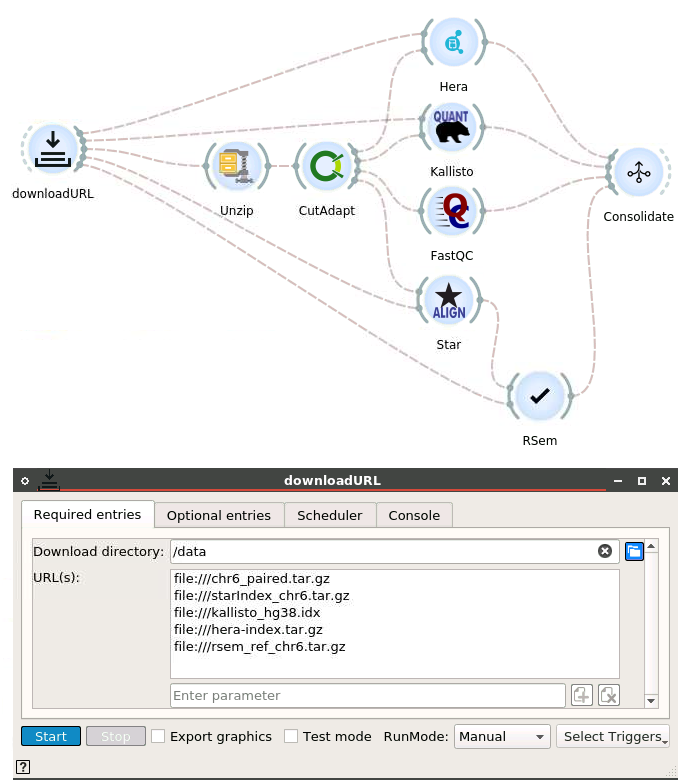 Hera
QUANT
Kallisto
downloadURL
Unzip
CutAdapt
Consolidate
QC
FastQC
ALIGN
Star
RSem
downloadURL
Required entries
Optional entries
Scheduler
Console
Download directory: /data
URL(s):
file:///chr6_paired.tar.gz
file:///starIndex_chr6.tar.gz
file:///kallisto_hg38.idx
file:///hera-index.tar.gz
file:///rsem_ref_chr6.tar.gz
Enter parameter
Start Stop Export graphics Test mode RunMode: Manual Select Triggers
?